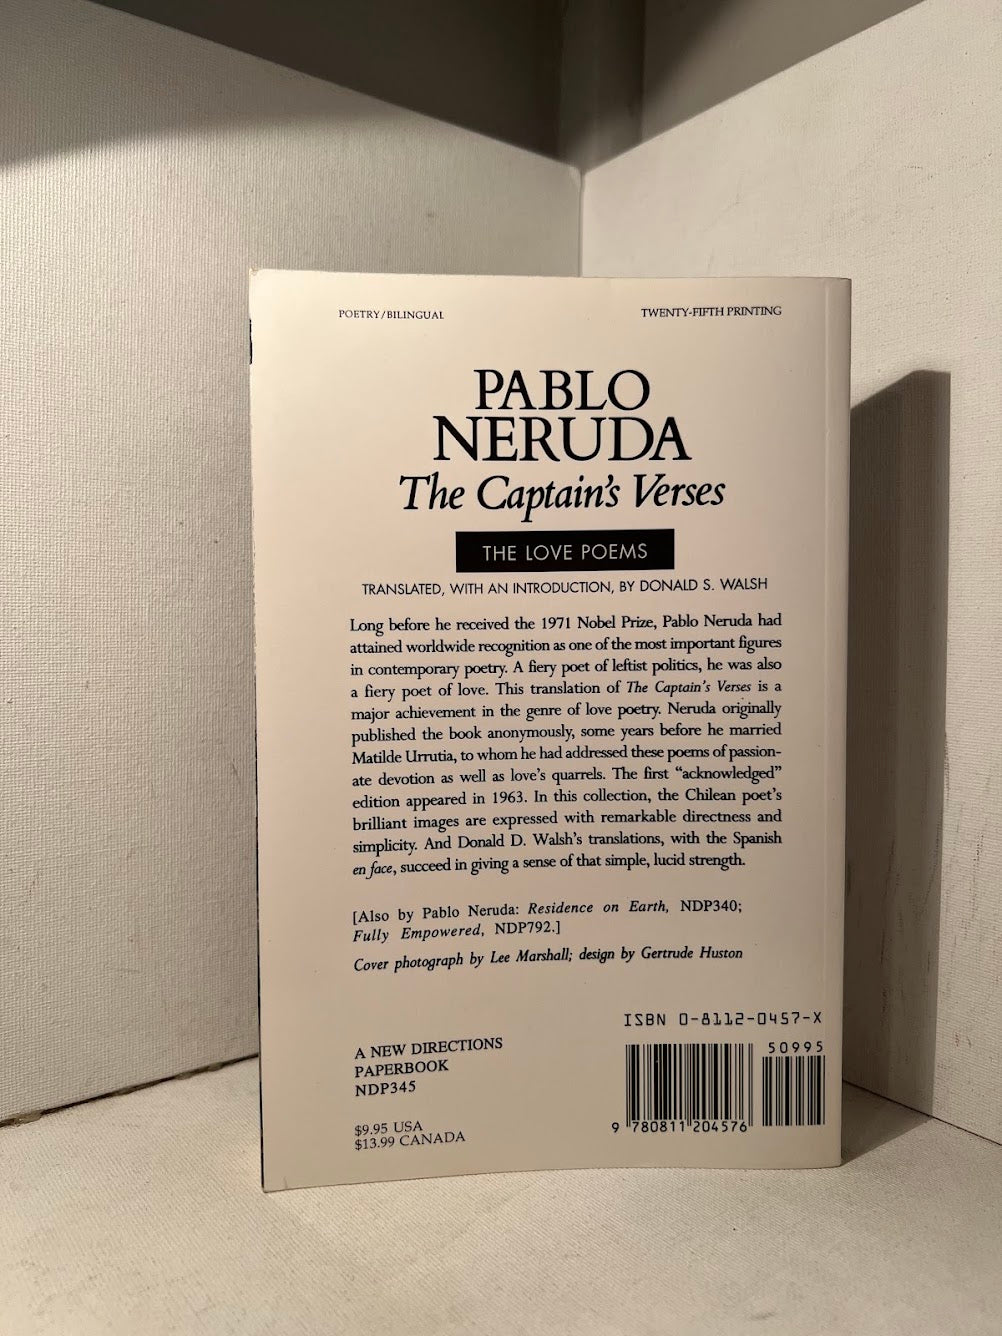 POETRY/BILINGUAL
TWENTY-FIFTH PRINTING
PABLO
NERUDA
The Captain's Verses
THE LOVE POEMS
TRANSLATED, WITH AN INTRODUCTION, BY DONALD S. WALSH
Long before he received the 1971 Nobel Prize, Pablo Neruda had
attained worldwide recognition as one of the most important figures
in contemporary poetry. A fiery poet of leftist politics, he was also
a fiery poet of love. This translation of The Captain's Verses is a
major achievement in the genre of love poetry. Neruda originally
published the book anonymously, some years before he married
Matilde Urrutia, to whom he had addressed these poems of passion-
ate devotion as well as love's quarrels. The first “acknowledged”
edition appeared in 1963. In this collection, the Chilean poet's
brilliant images are expressed with remarkable directness and
simplicity. And Donald D. Walsh's translations, with the Spanish
en face, succeed in giving a sense of that simple, lucid strength.
[Also by Pablo Neruda: Residence on Earth, NDP340;
Fully Empowered, NDP792.]
Cover photograph by Lee Marshall; design by Gertrude Huston
A NEW DIRECTIONS
PAPERBOOK
NDP345
$9.95 USA
$13.99 CANADA
ISBN 0-8112-0457-X
50995
9 780811 204576